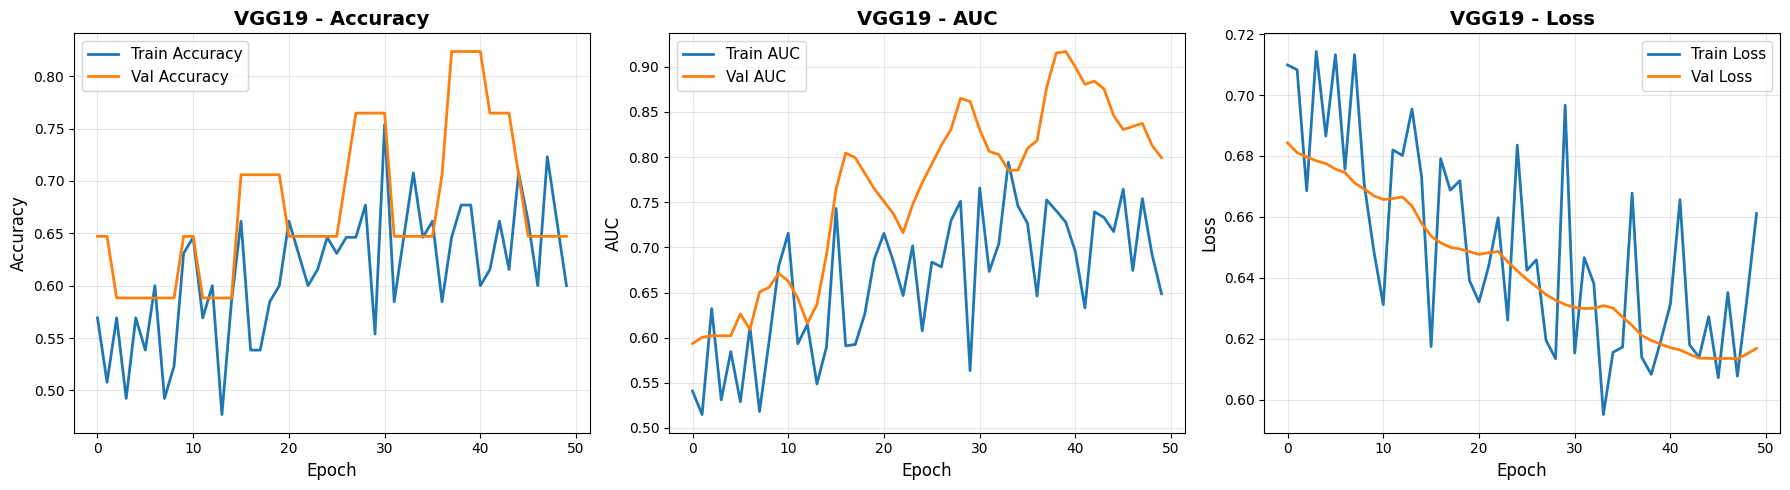 VGG19 - Accuracy
Train Accuracy
Val Accuracy
0.80
0.75
0.70
0.65
0.60
0.55
0.50
Accuracy
0
10
20
30
40
50
Epoch
VGG19 - AUC
Train AUC
Val AUC
0.90
0.85
0.80
0.75
0.70
0.65
0.60
0.55
0.50
AUC
0
10
20
30
40
50
Epoch
VGG19 - Loss
Train Loss
Val Loss
0.72
0.70
0.68
0.66
0.64
0.62
0.60
Loss
0
10
20
30
40
50
Epoch